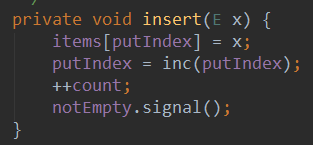 private void insert(E x) {
    items[putIndex] = x;
    putIndex = inc(putIndex);
    ++count;
    notEmpty.signal();
}